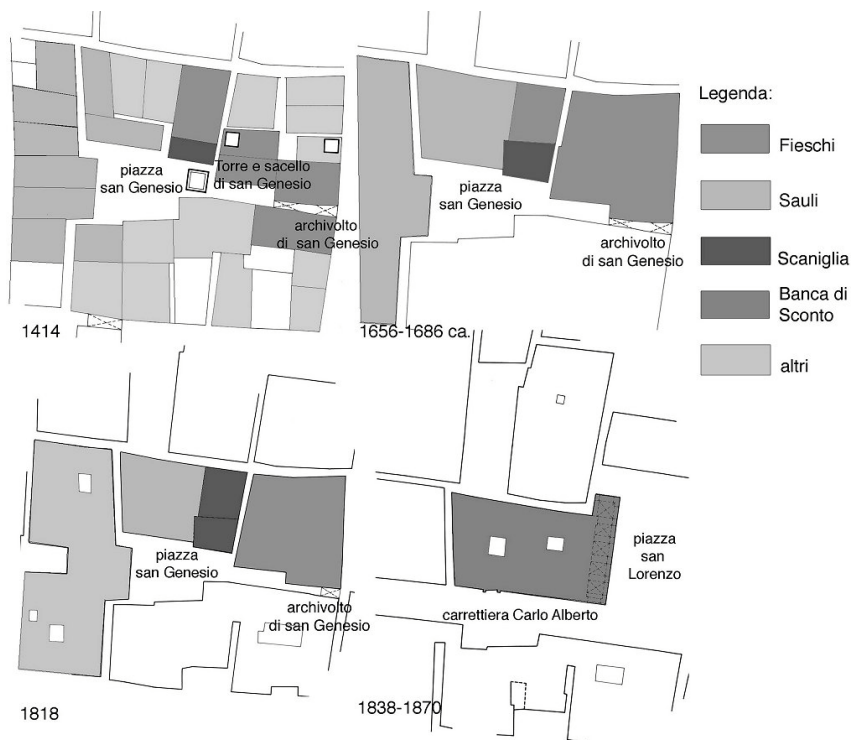 piazza
san Genesio
Torre e sacello
di san Genesio
archivolto
di san Genesio
1414
piazza
san Genesio
archivolto
di san Genesio
1656-1686 ca.
Legenda:
Fieschi
Sauli
Scaniglia
Banca di
Sconto
altri
piazza
san Genesio
archivolto
di san Genesio
1818
piazza
san
Lorenzo
carrettiera Carlo Alberto
1838-1870